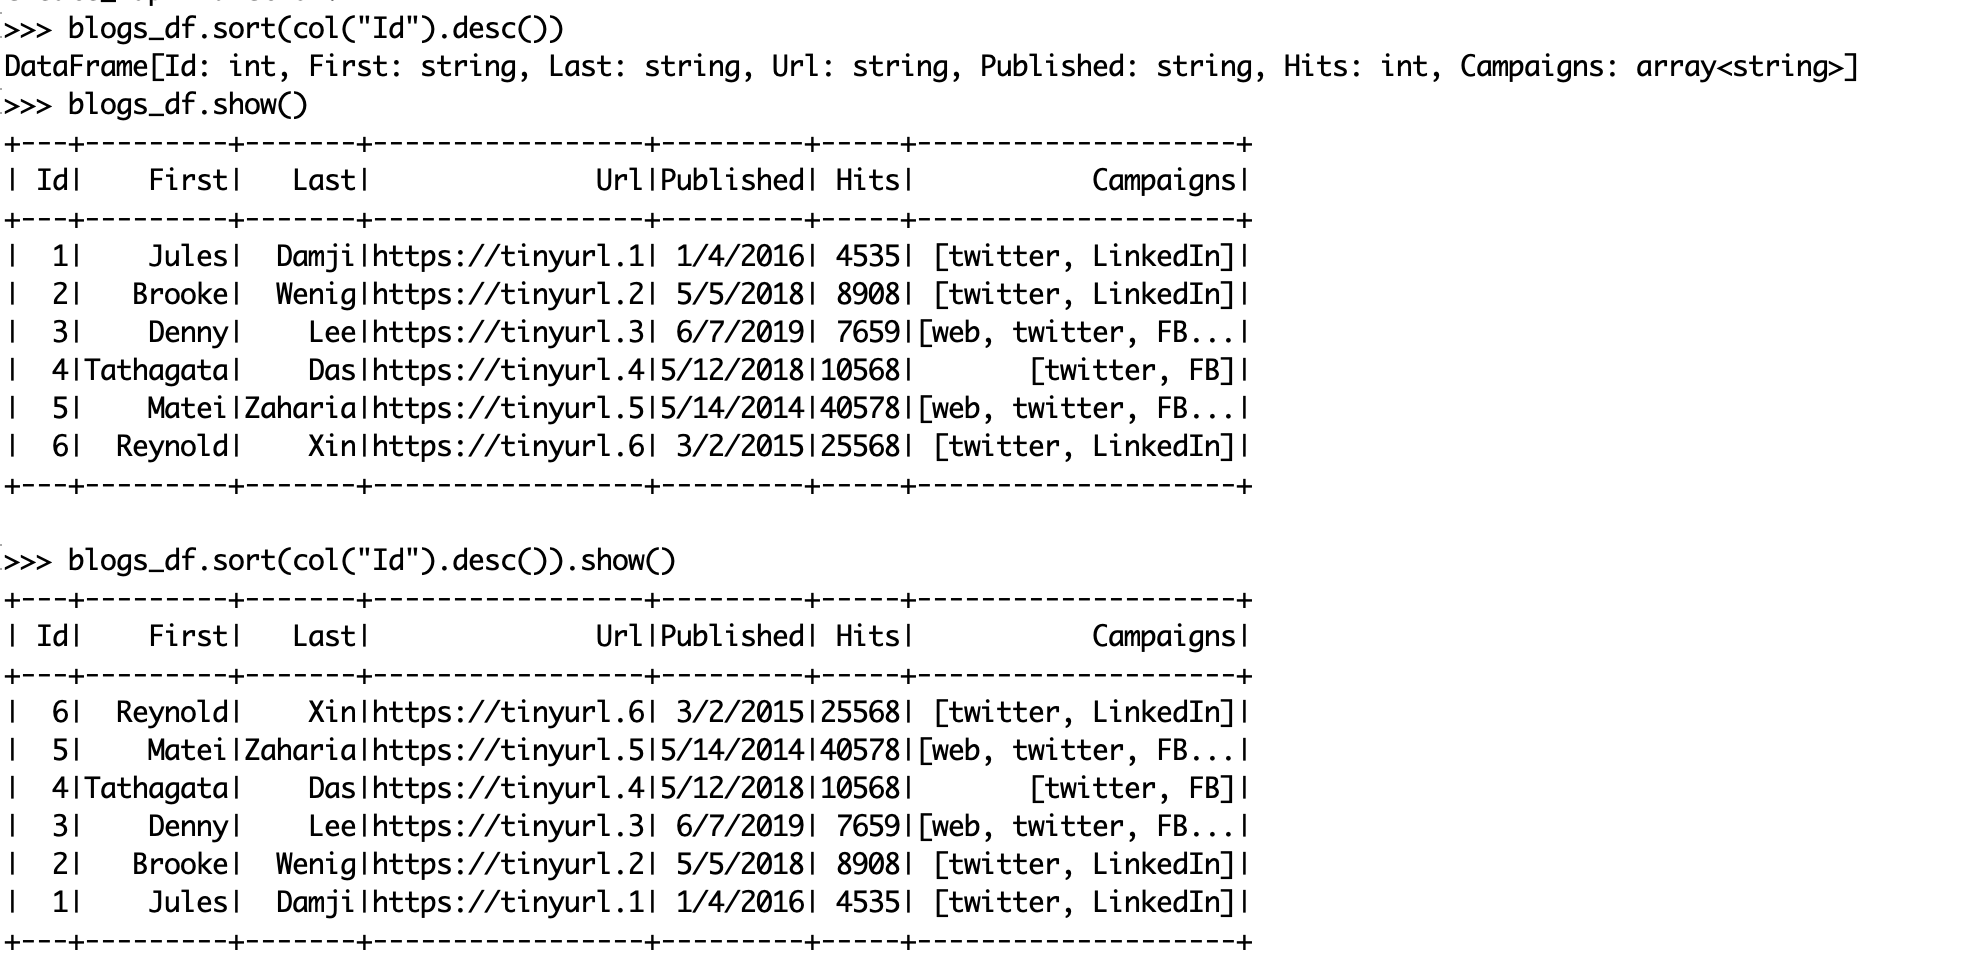 >>> blogs_df.sort(col("Id").desc())
DataFrame[Id: int, First: string, Last: string, Url: string, Published: string, Hits: int, Campaigns: array<string>]
>>> blogs_df.show()
+---+---------+-------+-----------------+---------+-----+--------------------+
| Id|    First|   Last|              Url|Published| Hits|           Campaigns|
+---+---------+-------+-----------------+---------+-----+--------------------+
|  1|    Jules|  Damji|https://tinyurl.1| 1/4/2016| 4535| [twitter, LinkedIn]|
|  2|   Brooke|  Wenig|https://tinyurl.2| 5/5/2018| 8908| [twitter, LinkedIn]|
|  3|    Denny|    Lee|https://tinyurl.3| 6/7/2019| 7659|[web, twitter, FB...|
|  4|Tathagata|    Das|https://tinyurl.4|5/12/2018|10568|       [twitter, FB]|
|  5|    Matei|Zaharia|https://tinyurl.5|5/14/2014|40578|[web, twitter, FB...|
|  6|  Reynold|    Xin|https://tinyurl.6| 3/2/2015|25568| [twitter, LinkedIn]|
+---+---------+-------+-----------------+---------+-----+--------------------+
>>> blogs_df.sort(col("Id").desc()).show()
+---+---------+-------+-----------------+---------+-----+--------------------+
| Id|    First|   Last|              Url|Published| Hits|           Campaigns|
+---+---------+-------+-----------------+---------+-----+--------------------+
|  6|  Reynold|    Xin|https://tinyurl.6| 3/2/2015|25568| [twitter, LinkedIn]|
|  5|    Matei|Zaharia|https://tinyurl.5|5/14/2014|40578|[web, twitter, FB...|
|  4|Tathagata|    Das|https://tinyurl.4|5/12/2018|10568|       [twitter, FB]|
|  3|    Denny|    Lee|https://tinyurl.3| 6/7/2019| 7659|[web, twitter, FB...|
|  2|   Brooke|  Wenig|https://tinyurl.2| 5/5/2018| 8908| [twitter, LinkedIn]|
|  1|    Jules|  Damji|https://tinyurl.1| 1/4/2016| 4535| [twitter, LinkedIn]|
+---+---------+-------+-----------------+---------+-----+--------------------+